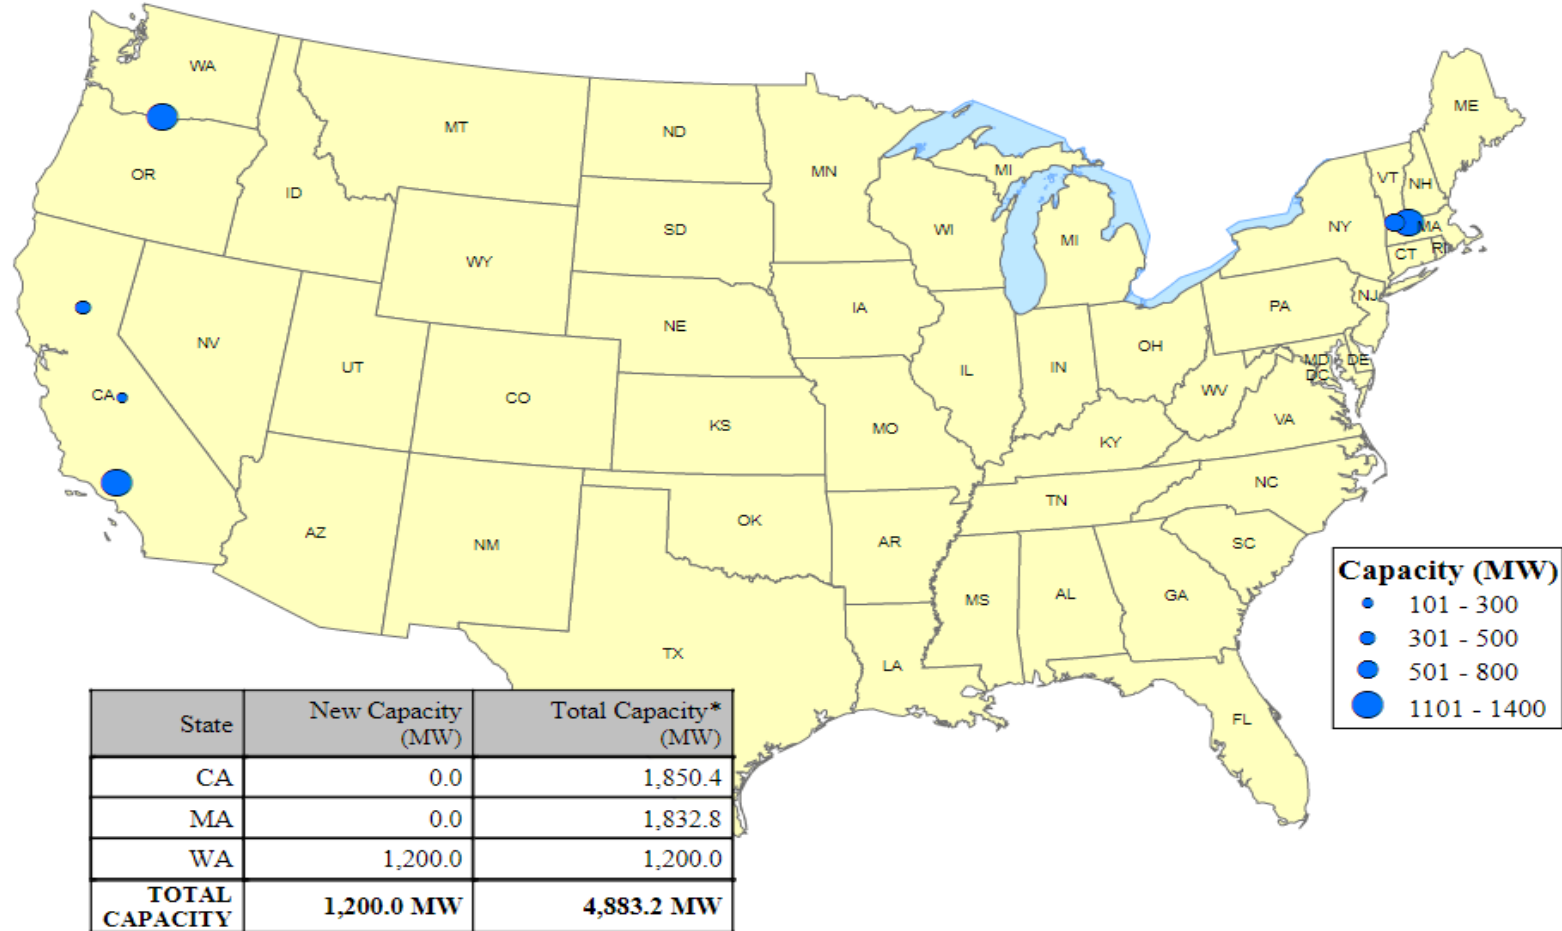 WA
ME
MT
ND
MN
OR
MI
VT
NH
ID
SD
WI
MI
NY
MA
CT
RI
WY
IA
PA
NJ
NE
NV
OH
UT
IL
IN
MD
DE
DC
CA
CO
WV
KS
MO
VA
KY
NC
TN
OK
AZ
NM
AR
SC
MS
AL
GA
TX
LA
FL
Capacity (MW)
101 - 300
301 - 500
501 - 800
1101 - 1400
State New Capacity (MW) Total Capacity* (MW)
CA 0.0 1,850.4
MA 0.0 1,832.8
WA 1,200.0 1,200.0
TOTAL CAPACITY 1,200.0 MW 4,883.2 MW